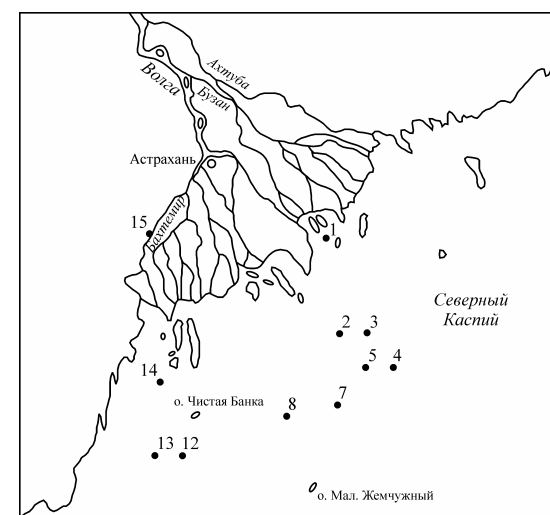 Волга
Ахтуба
Бузан
Астрахань
15
Бахтемир
1
Северный
Каспий
2
3
5
4
14
о. Чистая Банка
8
7
13
12
о. Мал. Жемчужный